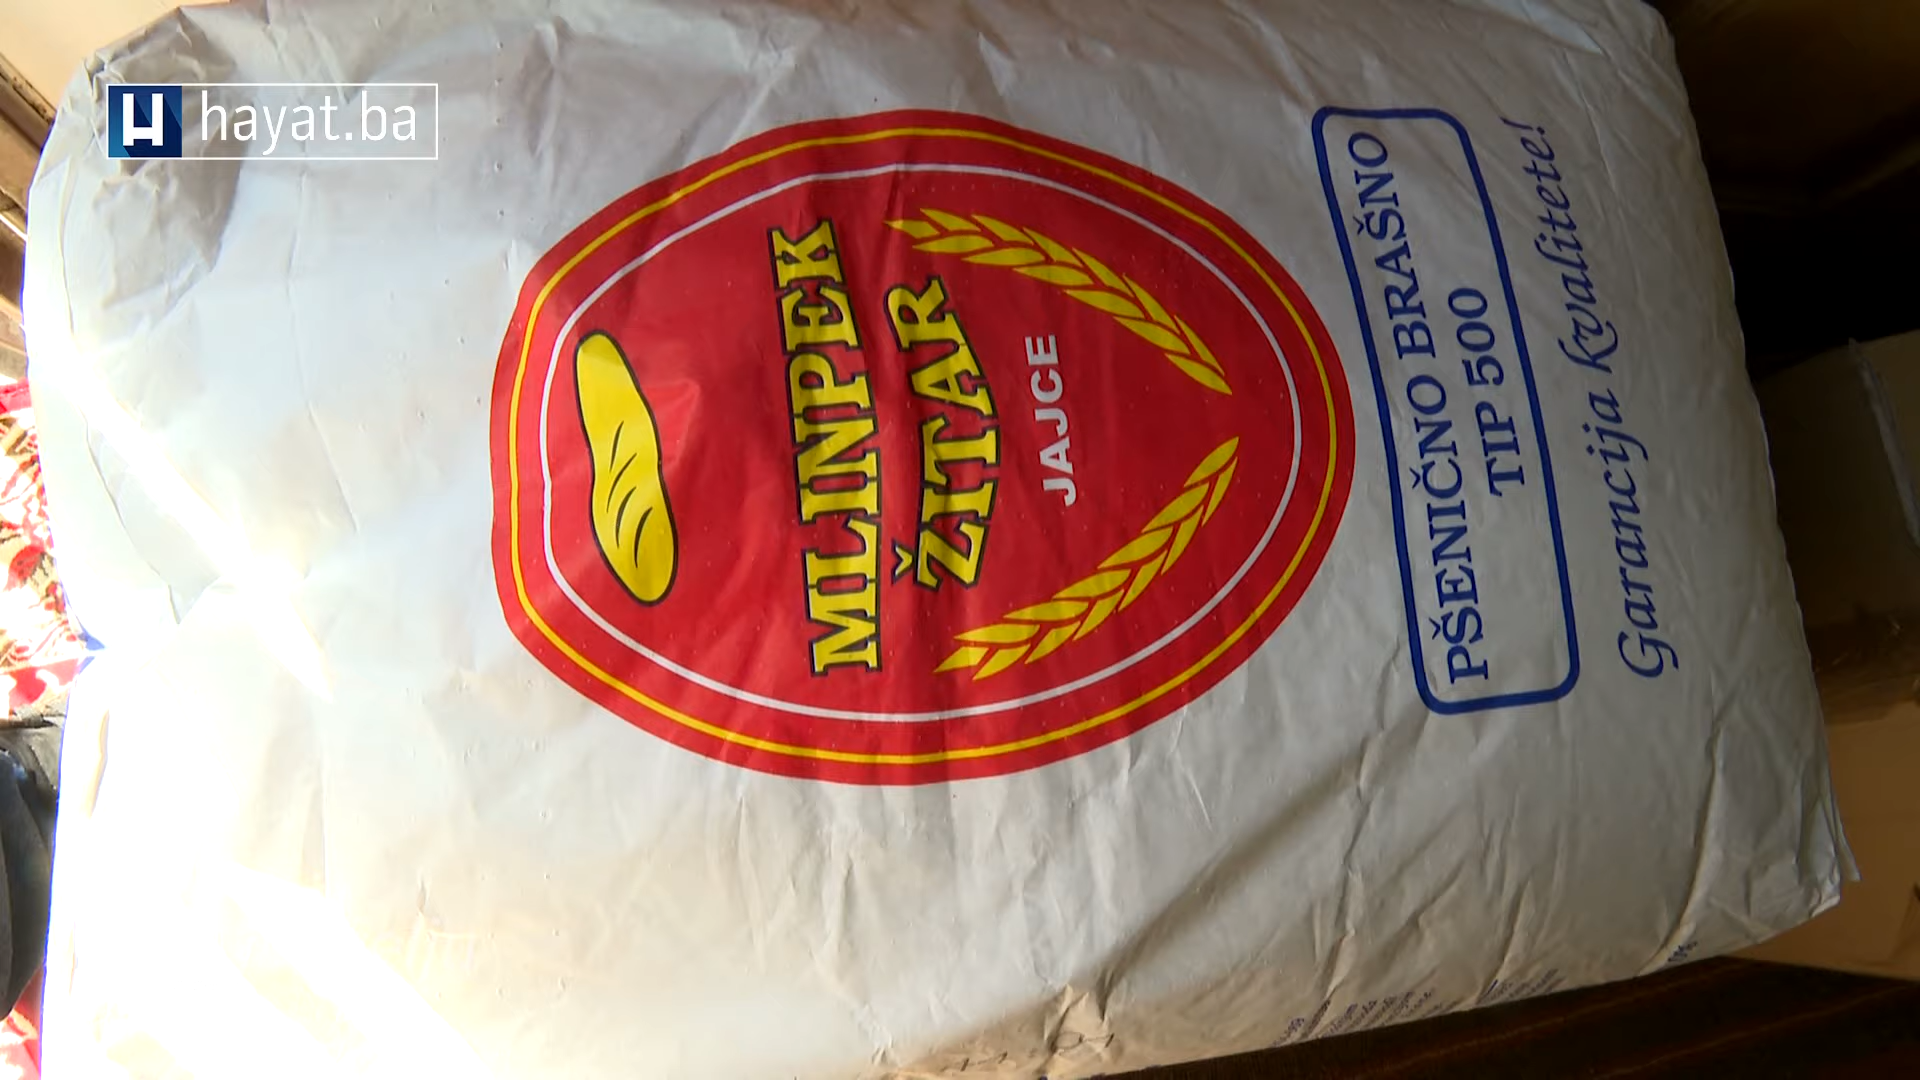 hayat.ba
MLINPEK
ŽITAR
JAJCE
PŠENIČNO BRAŠNO
TIP 500
Garancija kvalitete!